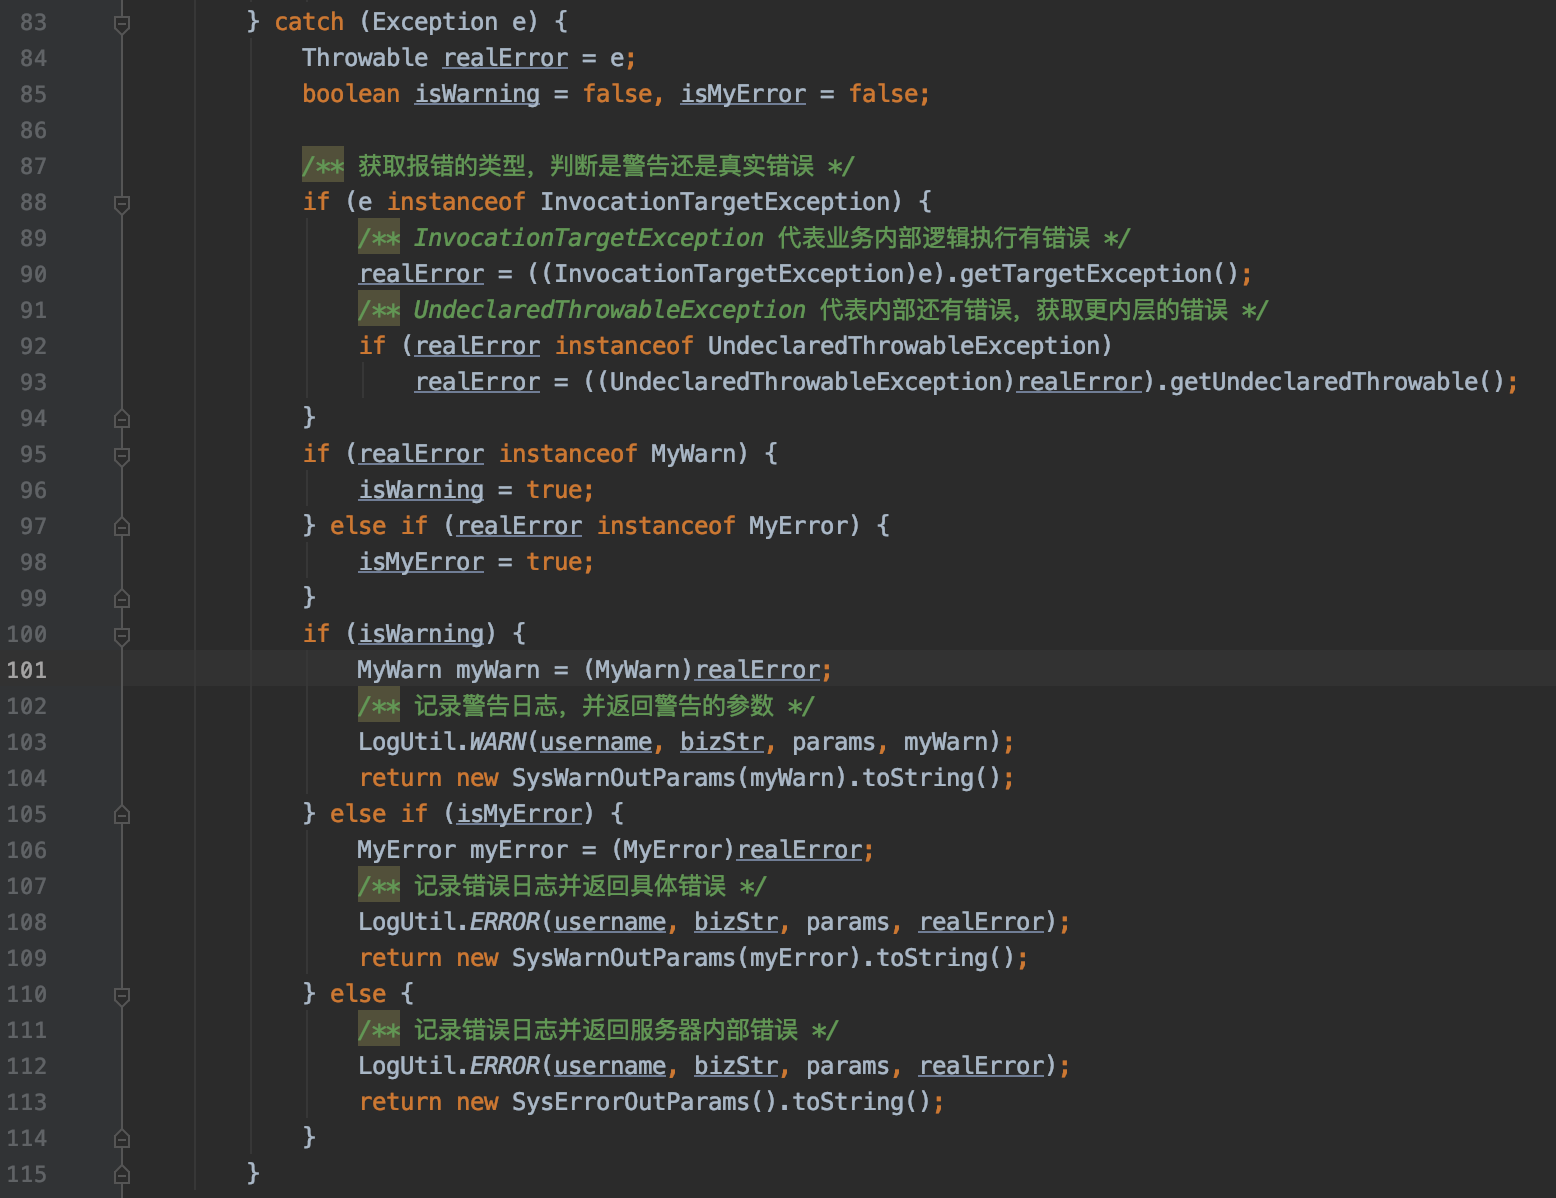 83 } catch (Exception e) {
84 Throwable realError = e;
85 boolean isWarning = false, isMyError = false;
86
87 /** 获取报错的类型，判断是警告还是真实错误 */
88 if (e instanceof InvocationTargetException) {
89 /** InvocationTargetException 代表业务内部逻辑执行有错误 */
90 realError = ((InvocationTargetException)e).getTargetException();
91 /** UndeclaredThrowableException 代表内部还有错误，获取更内层的错误 */
92 if (realError instanceof UndeclaredThrowableException)
93 realError = ((UndeclaredThrowableException)realError).getUndeclaredThrowable();
94 }
95 if (realError instanceof MyWarn) {
96 isWarning = true;
97 } else if (realError instanceof MyError) {
98 isMyError = true;
99 }
100 if (isWarning) {
101 MyWarn myWarn = (MyWarn)realError;
102 /** 记录警告日志，并返回警告的参数 */
103 LogUtil.WARN(username, bizStr, params, myWarn);
104 return new SysWarnOutParams(myWarn).toString();
105 } else if (isMyError) {
106 MyError myError = (MyError)realError;
107 /** 记录错误日志并返回具体错误 */
108 LogUtil.ERROR(username, bizStr, params, realError);
109 return new SysWarnOutParams(myError).toString();
110 } else {
111 /** 记录错误日志并返回服务器内部错误 */
112 LogUtil.ERROR(username, bizStr, params, realError);
113 return new SysErrorOutParams().toString();
114 }
115 }